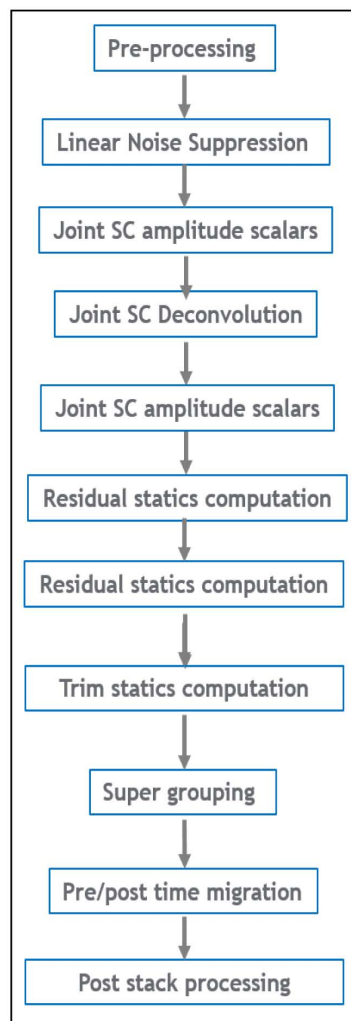 Pre-processing
Linear Noise Suppression
Joint SC amplitude scalars
Joint SC Deconvolution
Joint SC amplitude scalars
Residual statics computation
Residual statics computation
Trim statics computation
Super grouping
Pre/post time migration
Post stack processing